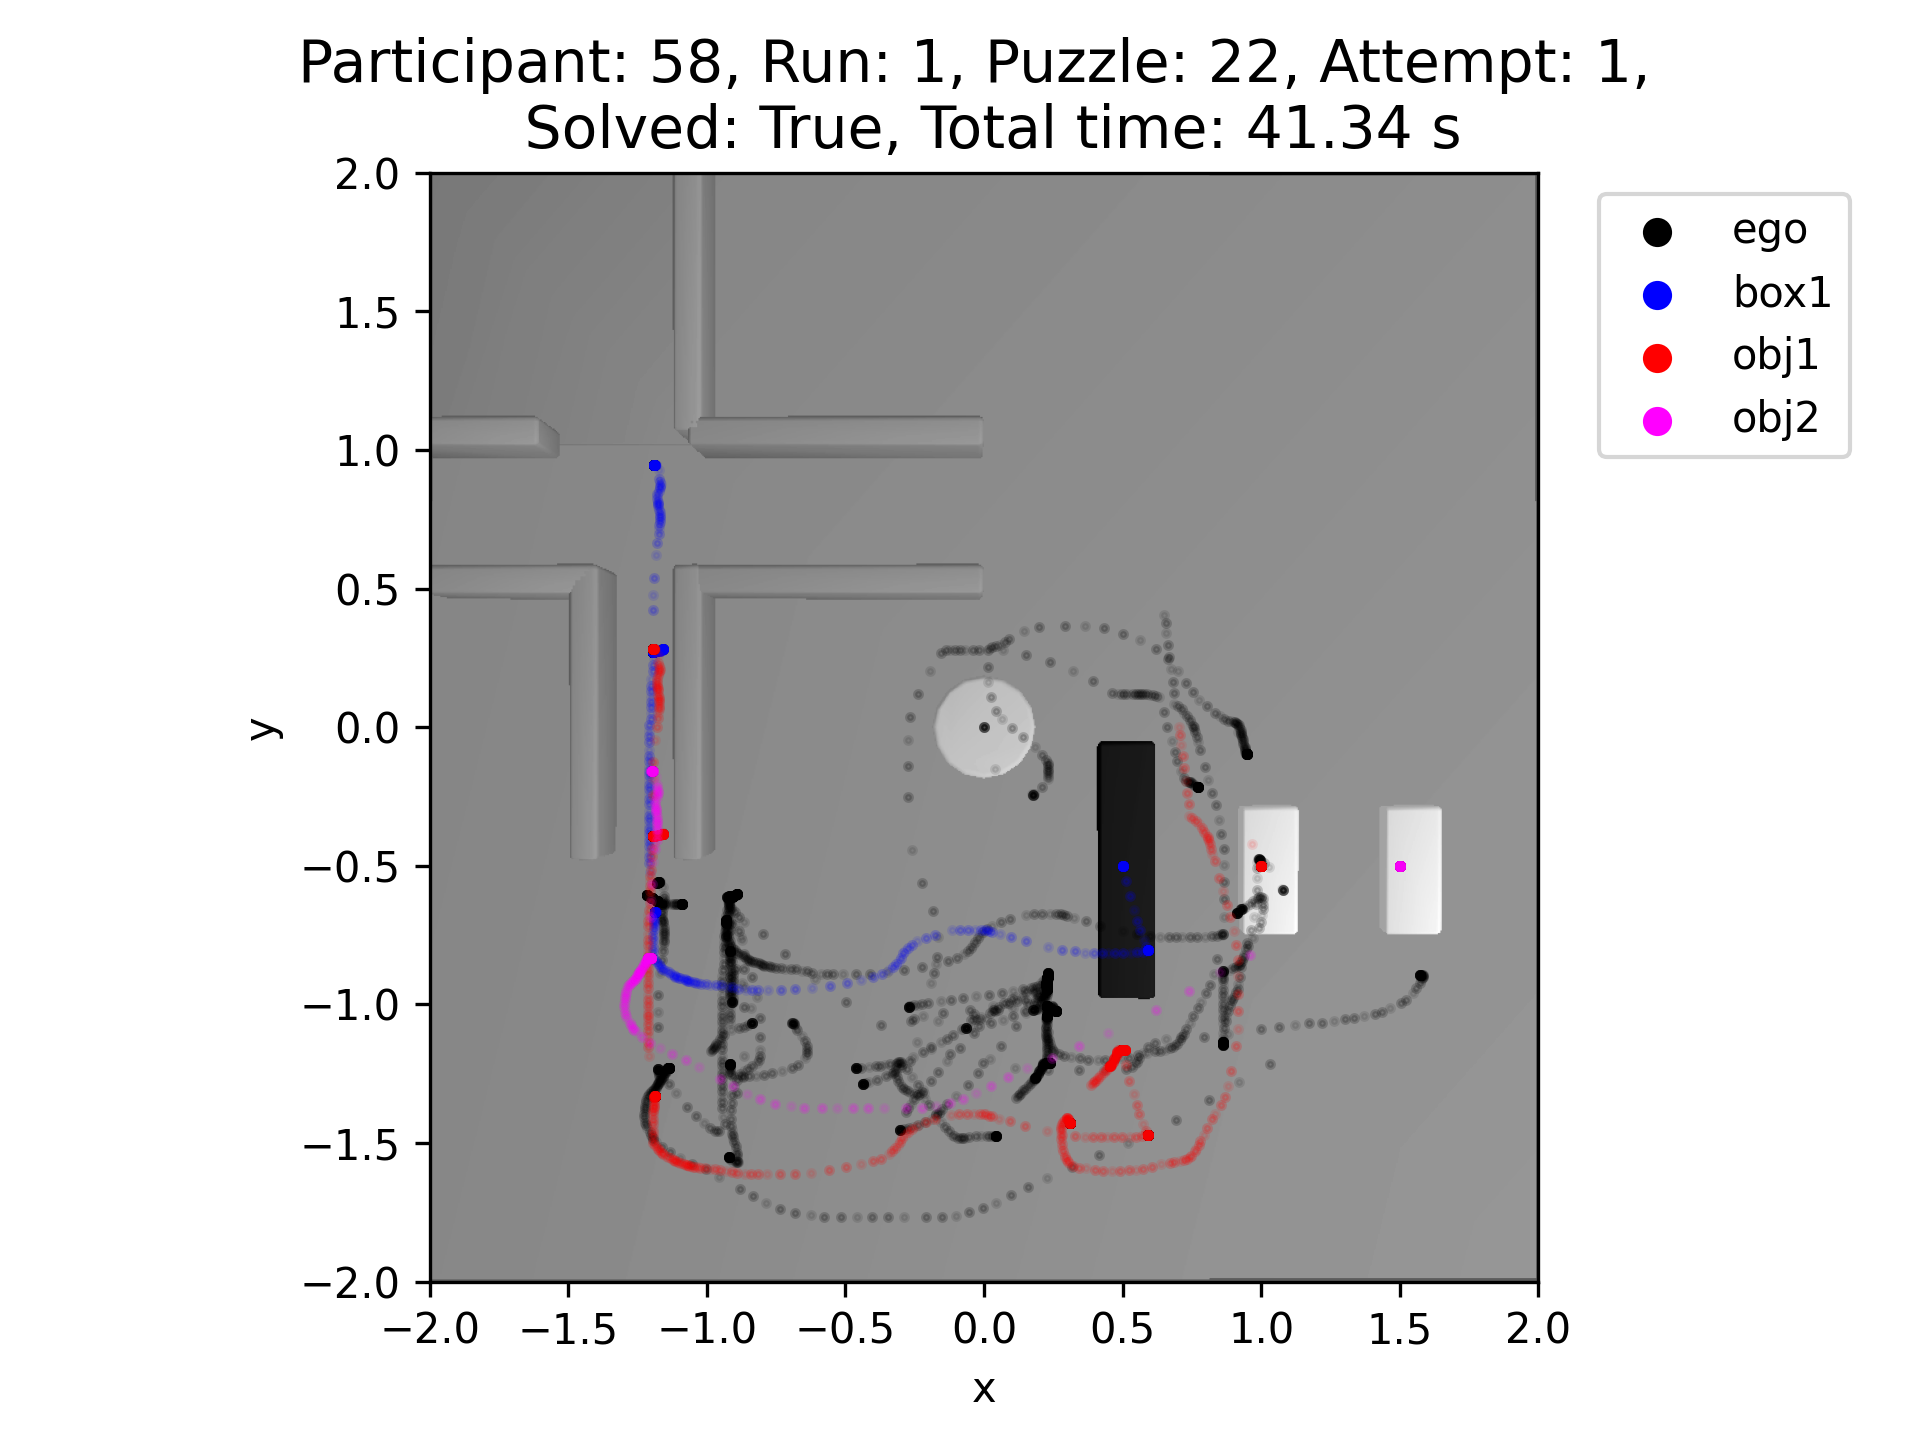 Participant: 58, Run: 1, Puzzle: 22, Attempt: 1,
Solved: True, Total time: 41.34 s
2.0
1.5
1.0
0.5
0.0
−0.5
−1.0
−1.5
−2.0
y
−2.0 −1.5 −1.0 −0.5 0.0 0.5 1.0 1.5 2.0
x
ego
box1
obj1
obj2